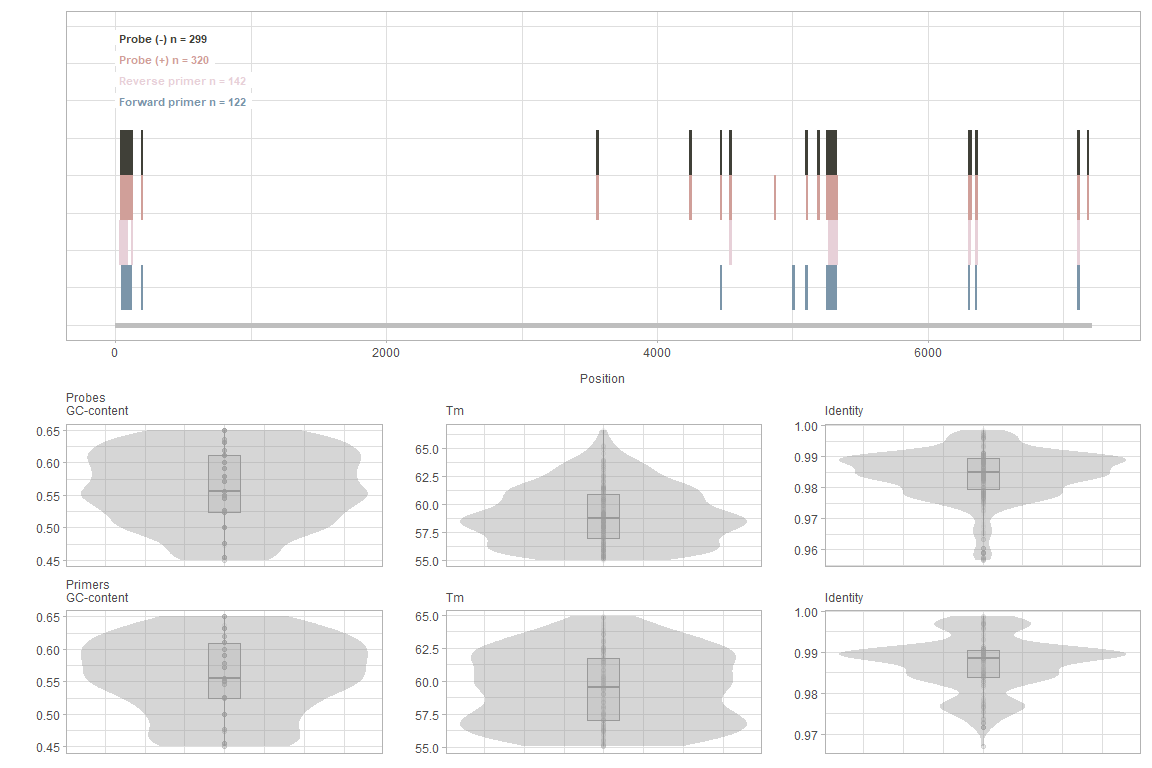 Probe (-) n = 299
Probe (+) n = 320
Reverse primer n = 142
Forward primer n = 122
0 2000 4000 6000
Position
Probes
GC-content Tm Identity
0.65
0.60
0.55
0.50
0.45
65.0
62.5
60.0
57.5
55.0
1.00
0.99
0.98
0.97
0.96
Primers
GC-content Tm Identity
0.65
0.60
0.55
0.50
0.45
65.0
62.5
60.0
57.5
55.0
1.00
0.99
0.98
0.97